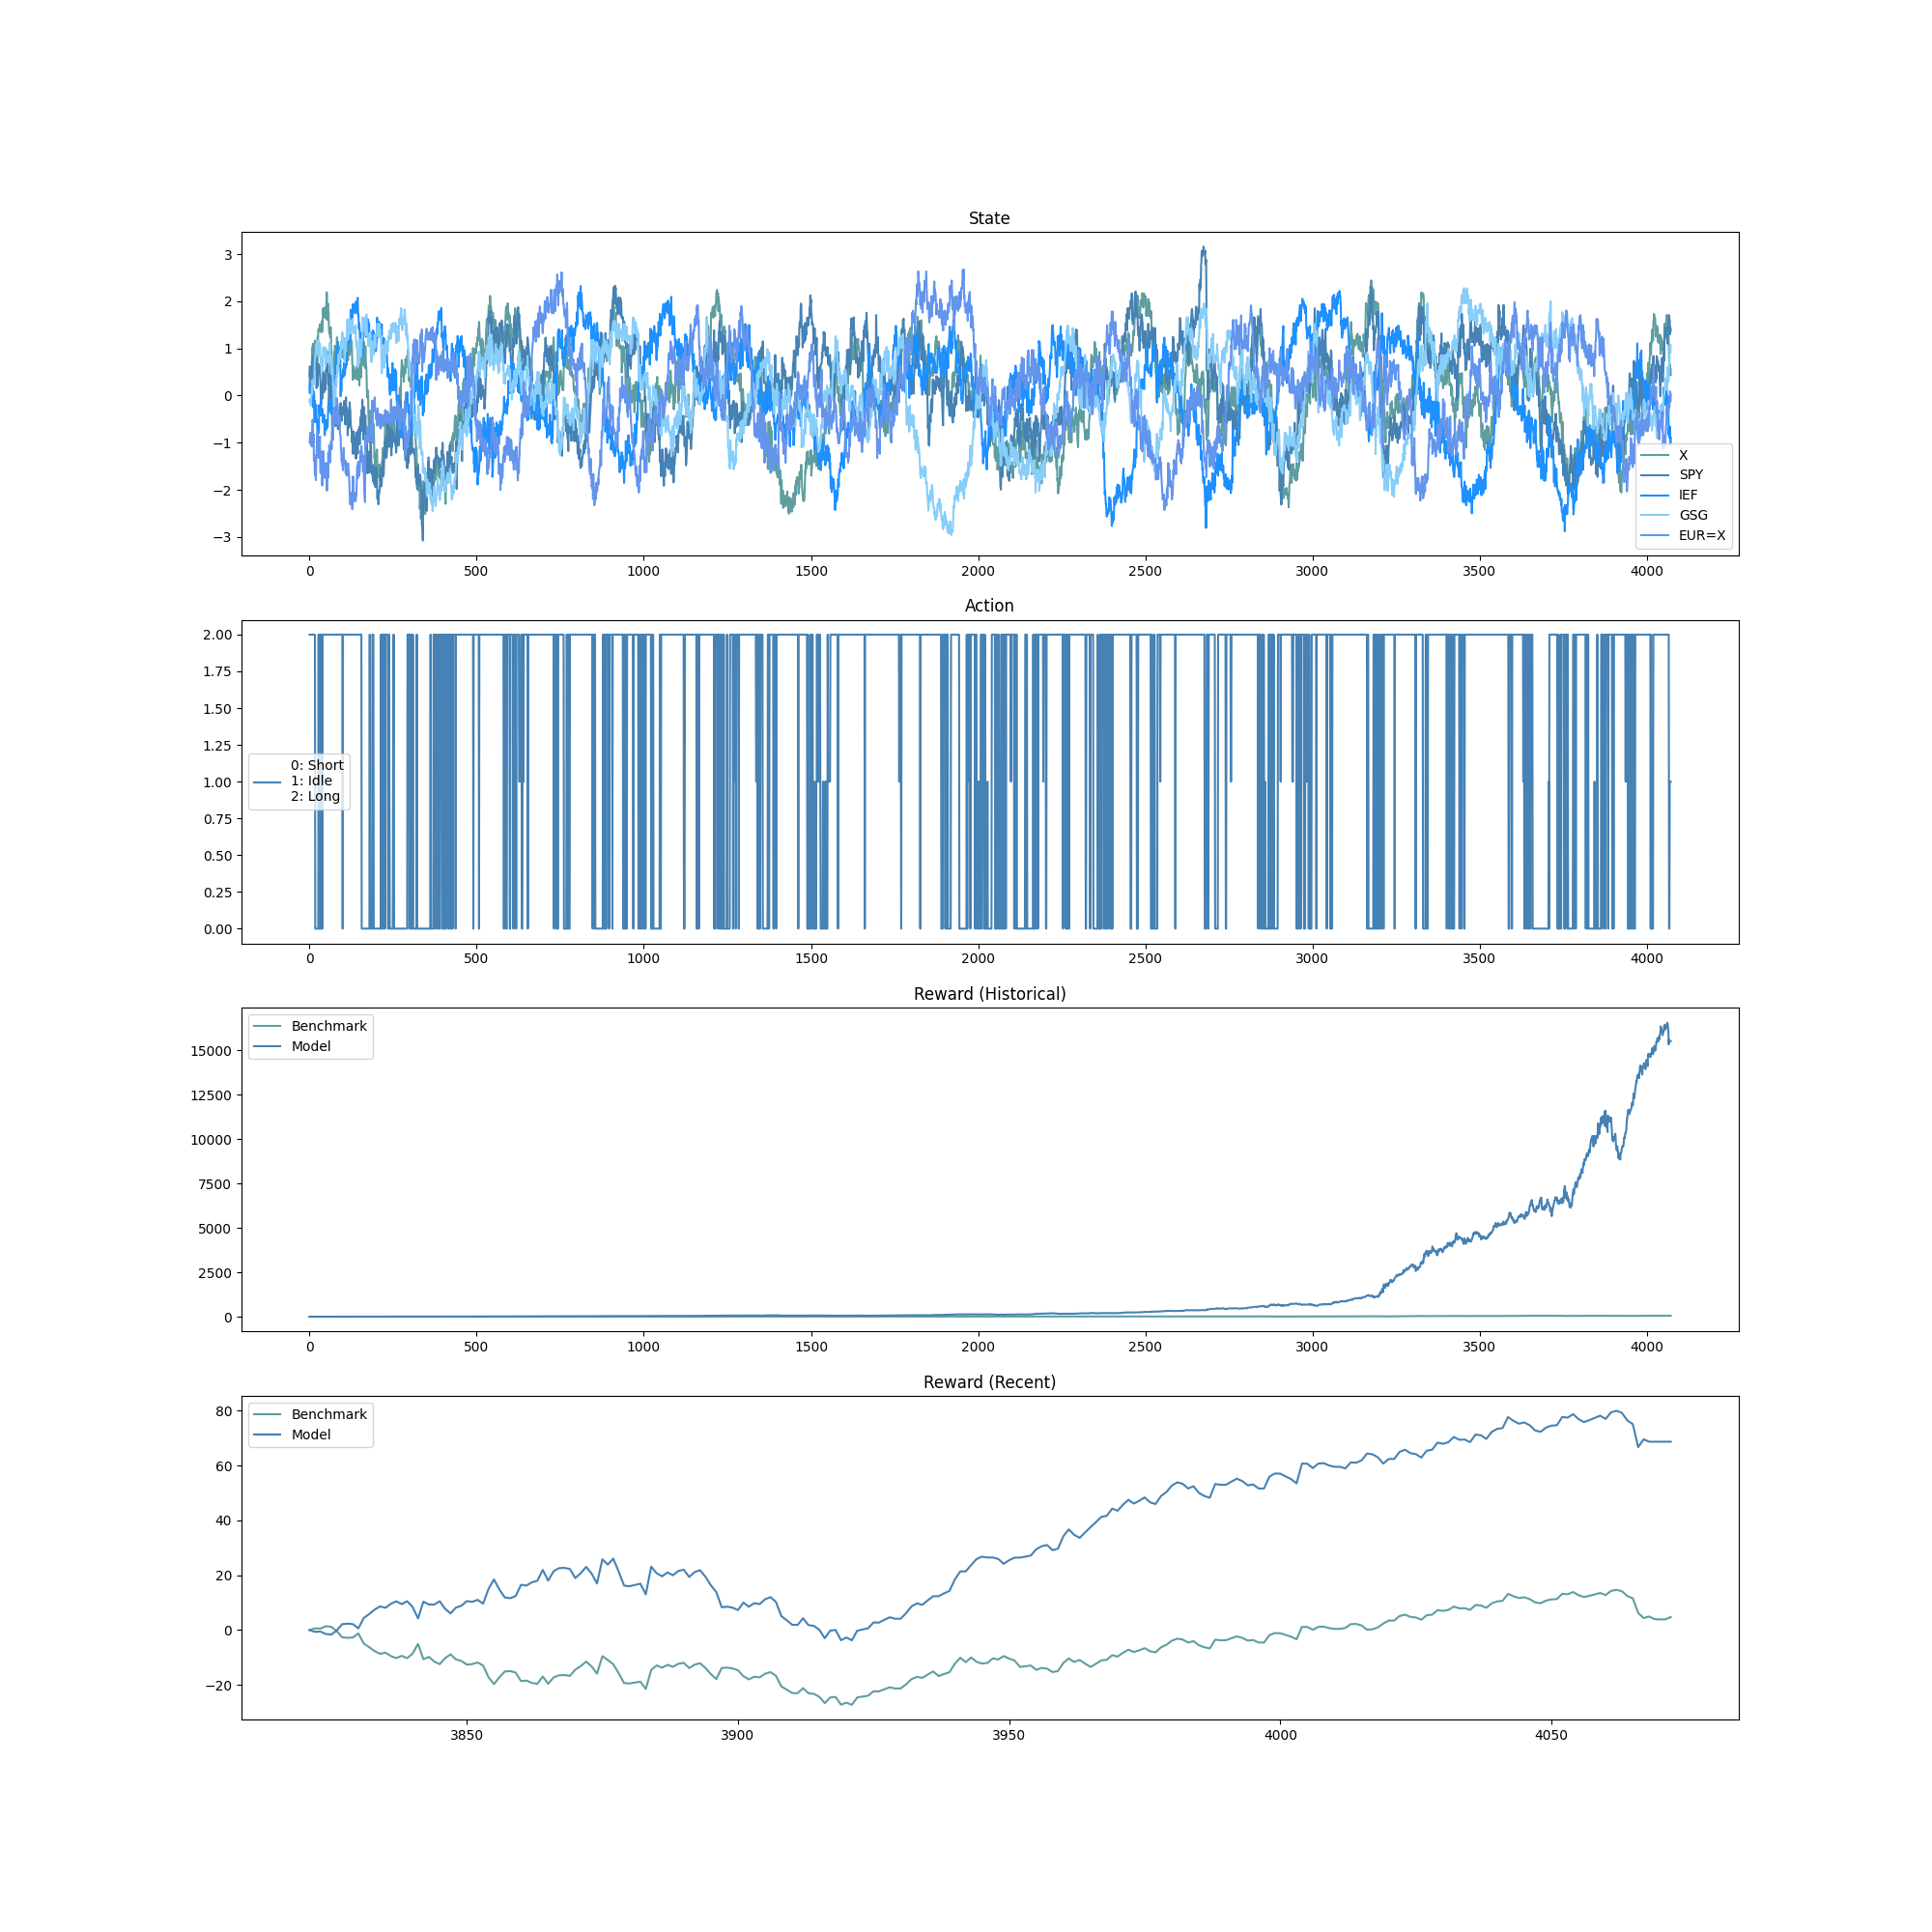 State
3
2
1
0
−1
−2
−3
X
SPY
IEF
GSG
EUR=X
0 500 1000 1500 2000 2500 3000 3500 4000
Action
2.00
1.75
1.50
1.25
1.00
0.75
0.50
0.25
0.00
0: Short
1: Idle
2: Long
0 500 1000 1500 2000 2500 3000 3500 4000
Reward (Historical)
Benchmark
Model
15000
12500
10000
7500
5000
2500
0
0 500 1000 1500 2000 2500 3000 3500 4000
Reward (Recent)
Benchmark
Model
80
60
40
20
0
−20
3850 3900 3950 4000 4050